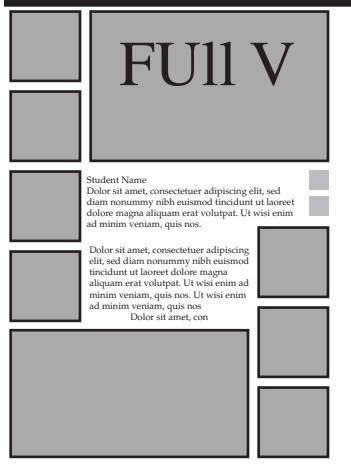 FUll V
Student Name
Dolor sit amet, consectetuer adipiscing elit, sed
diam nonummy nibh euismod tincidunt ut laoreet
dolore magna aliquam erat volutpat. Ut wisi enim
ad minim veniam, quis nos.
Dolor sit amet, consectetuer adipiscing
elit, sed diam nonummy nibh euismod
tincidunt ut laoreet dolore magna
aliquam erat volutpat. Ut wisi enim ad
minim veniam, quis nos. Ut wisi enim
ad minim veniam, quis nos
Dolor sit amet, con